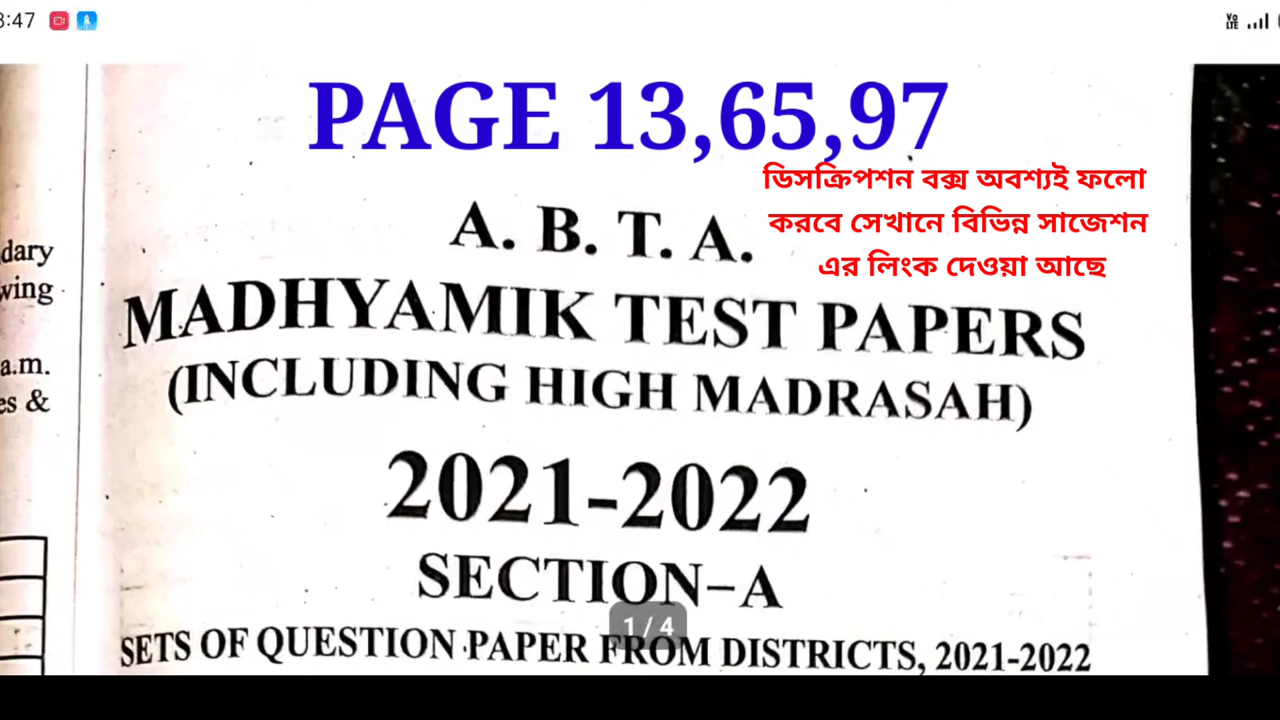 3:47
Vo
LTE
PAGE 13,65,97
ডিসক্রিপশন বক্স অবশ্যই ফলো
করবে সেখানে বিভিন্ন সাজেশন
এর লিংক দেওয়া আছে
dary
wing
a.m.
es &
A. B. T. A.
MADHYAMIK TEST PAPERS
(INCLUDING HIGH MADRASAH)
2021-2022
SECTION–A
1 / 4
SETS OF QUESTION PAPER FROM DISTRICTS, 2021-2022